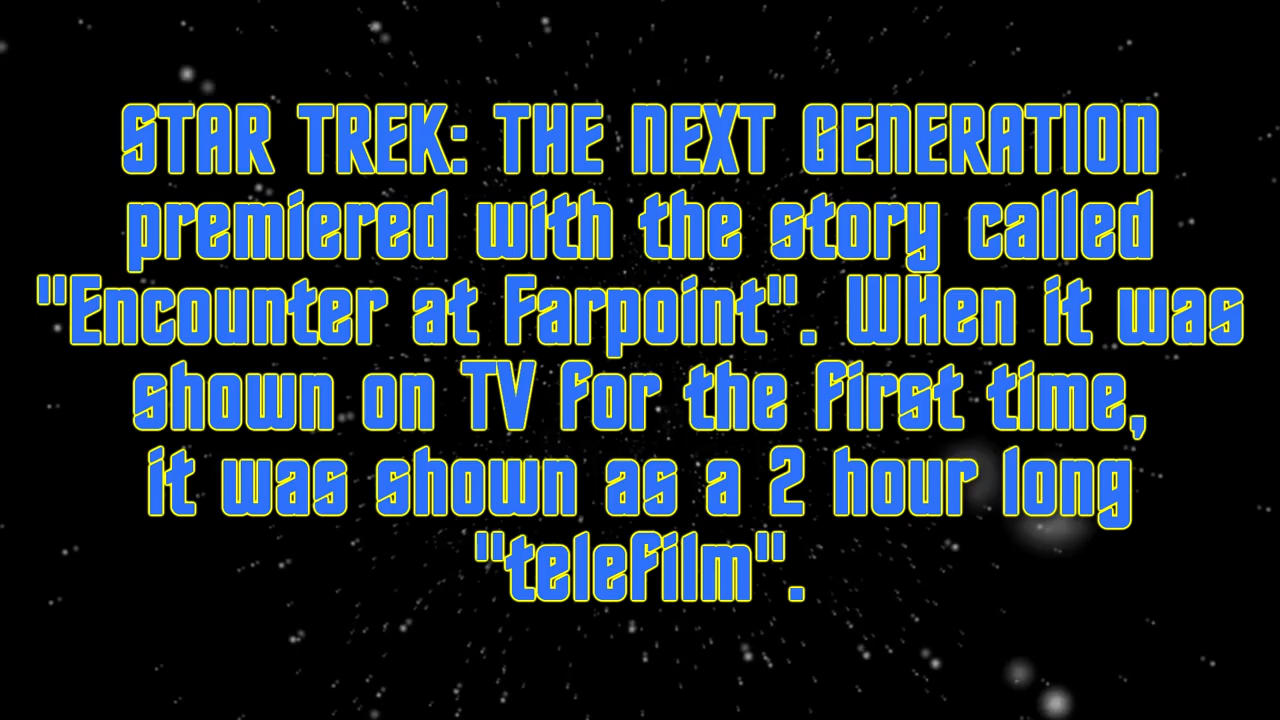 STAR TREK: THE NEXT GENERATION
premiered with the story called
"Encounter at Farpoint". WHen it was
shown on TV for the first time,
it was shown as a 2 hour long
"telefilm".